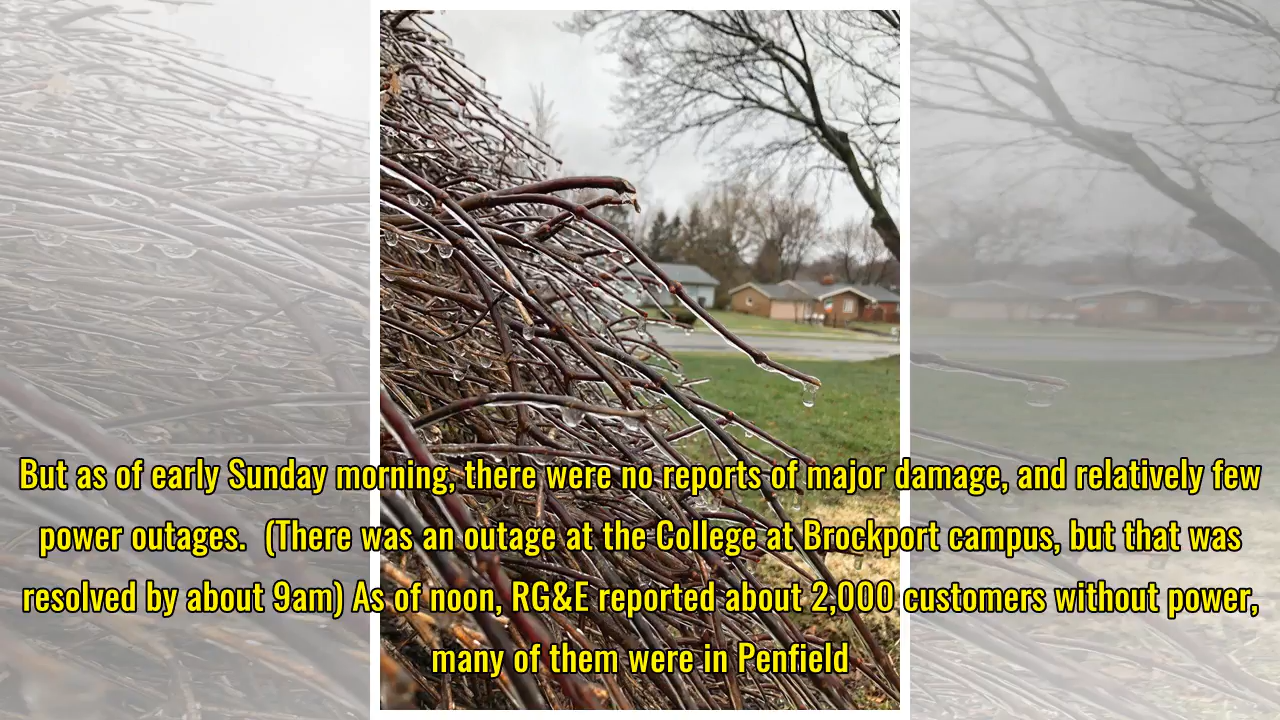 But as of early Sunday morning, there were no reports of major damage, and relatively few
power outages.  (There was an outage at the College at Brockport campus, but that was
resolved by about 9am) As of noon, RG&E reported about 2,000 customers without power,
many of them were in Penfield